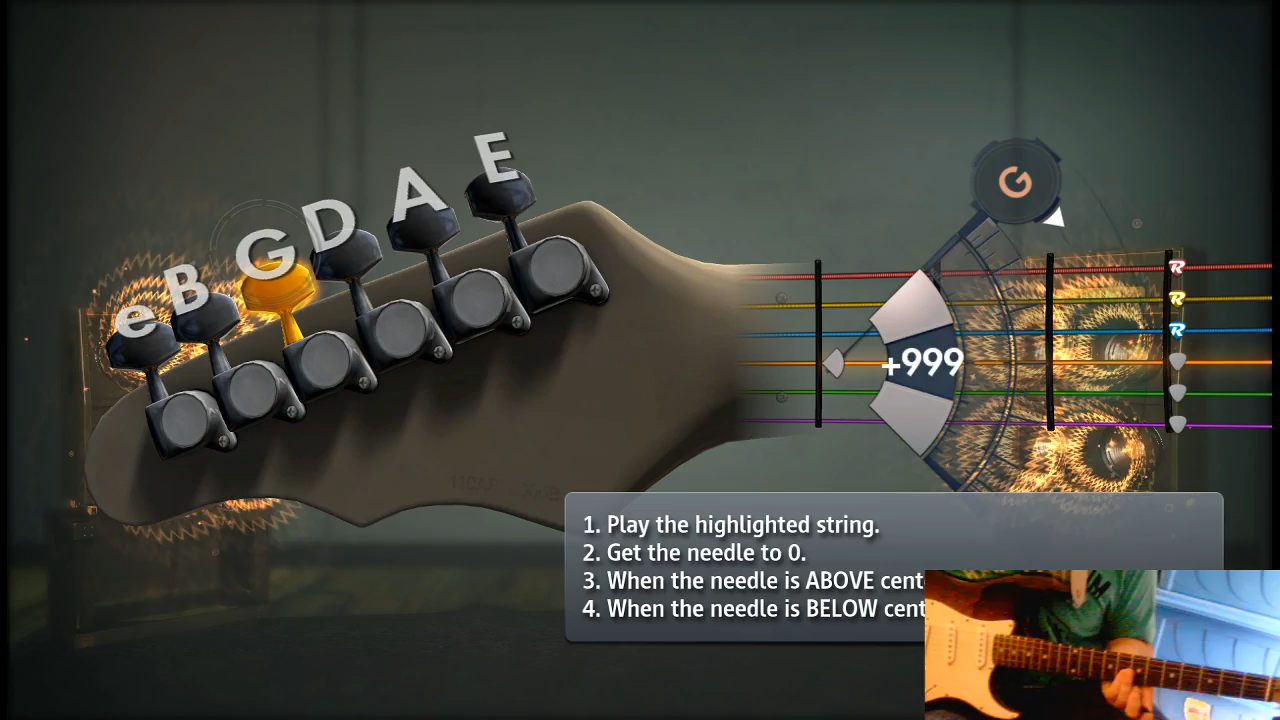 E
A
D
G
B
e
G
R
R
R
+999
1. Play the highlighted string.
2. Get the needle to 0.
3. When the needle is ABOVE cent
4. When the needle is BELOW cent